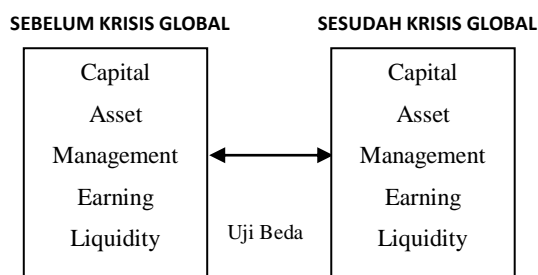 SEBELUM KRISIS GLOBAL
Capital
Asset
Management
Earning
Liquidity
Uji Beda
SESUDAH KRISIS GLOBAL
Capital
Asset
Management
Earning
Liquidity